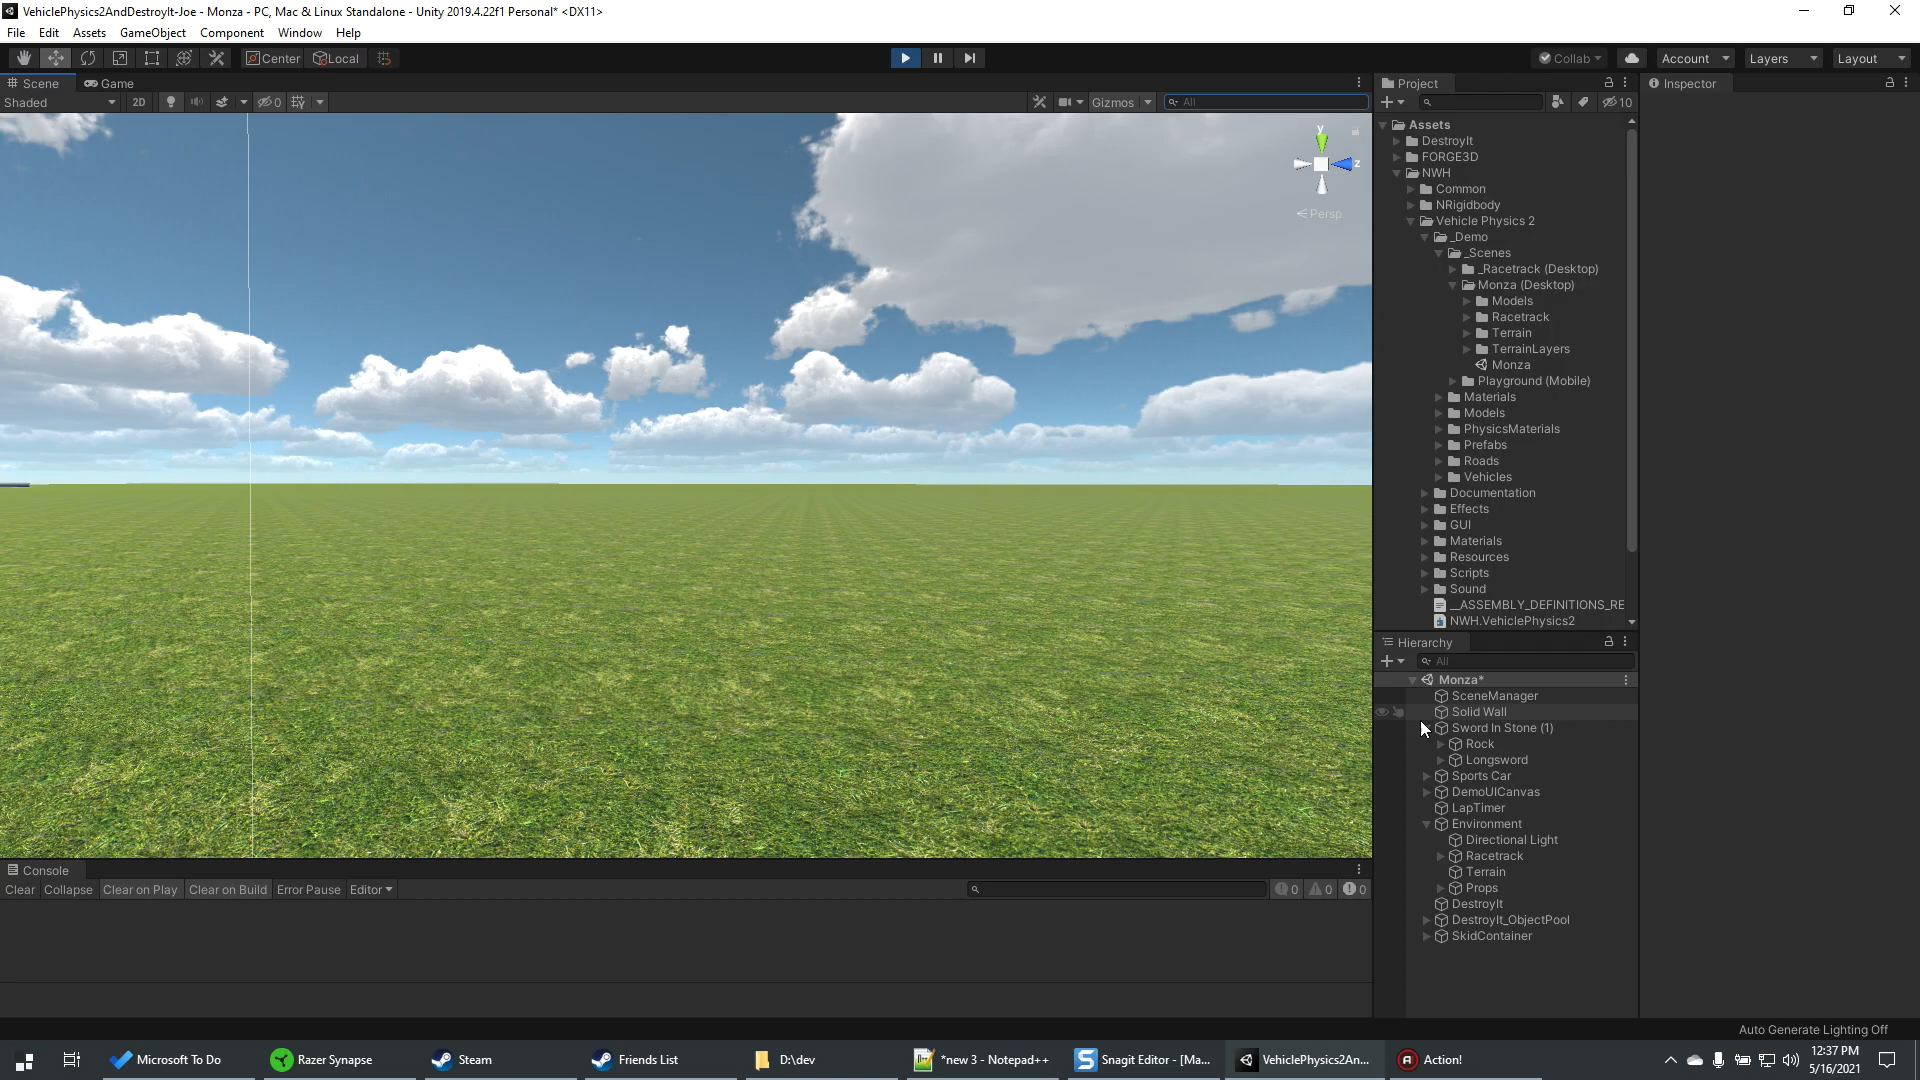 VehiclePhysics2AndDestroyIt-Joe - Monza - PC, Mac & Linux Standalone - Unity 2019.4.22f1 Personal* <DX11>
File Edit Assets GameObject Component Window Help
Center Local Collab Account Layers Layout
Scene Game
Shaded 2D 0 Gizmos All
y
z
Persp
Project
10
Assets
DestroyIt
FORGE3D
NWH
Common
NRigidbody
Vehicle Physics 2
_Demo
_Scenes
_Racetrack (Desktop)
Monza (Desktop)
Models
Racetrack
Terrain
TerrainLayers
Monza
Playground (Mobile)
Materials
Models
PhysicsMaterials
Prefabs
Roads
Vehicles
Documentation
Effects
GUI
Materials
Resources
Scripts
Sound
__ASSEMBLY_DEFINITIONS_RE
NWH.VehiclePhysics2
Inspector
Hierarchy
All
Monza*
SceneManager
Solid Wall
Sword In Stone (1)
Rock
Longsword
Sports Car
DemoUICanvas
LapTimer
Environment
Directional Light
Racetrack
Terrain
Props
DestroyIt
DestroyIt_ObjectPool
SkidContainer
Console
Clear Collapse Clear on Play Clear on Build Error Pause Editor 0 0 0
Auto Generate Lighting Off
Microsoft To Do
Razer Synapse
Steam
Friends List
D:\dev
*new 3 - Notepad++
Snagit Editor - [Ma...
VehiclePhysics2An...
Action!
12:37 PM
5/16/2021